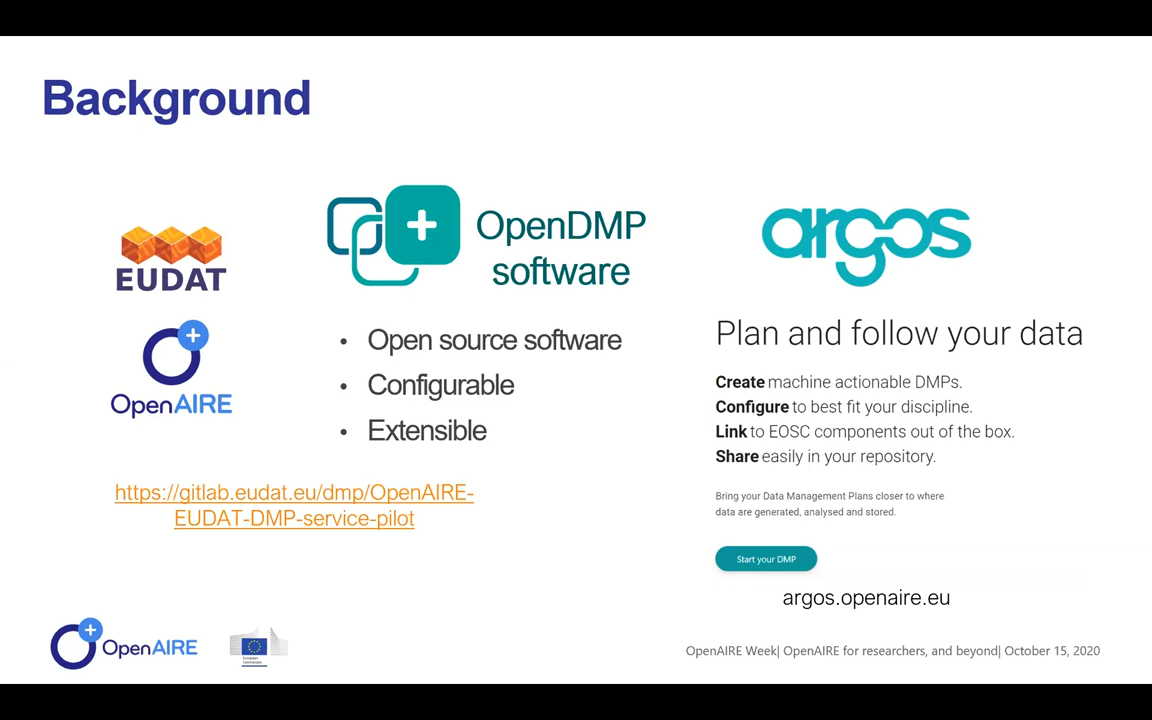 Background
EUDAT
OpenAIRE
OpenDMP
software
• Open source software
• Configurable
• Extensible
https://gitlab.eudat.eu/dmp/OpenAIRE-
EUDAT-DMP-service-pilot
argos
Plan and follow your data
Create machine actionable DMPs.
Configure to best fit your discipline.
Link to EOSC components out of the box.
Share easily in your repository.
Bring your Data Management Plans closer to where
data are generated, analysed and stored.
Start your DMP
argos.openaire.eu
OpenAIRE
European
Commission
OpenAIRE Week| OpenAIRE for researchers, and beyond| October 15, 2020